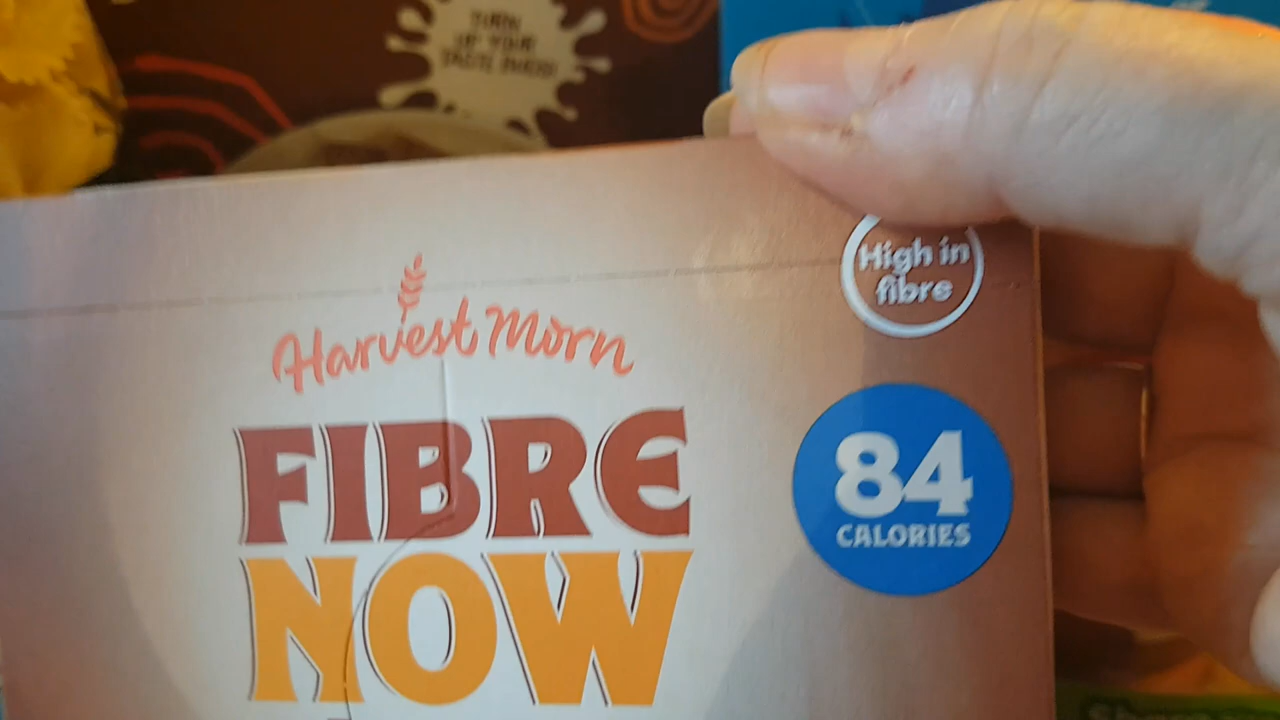 TURN
UP YOUR
TASTE BUDS!
High in
fibre
Harvest Morn
FIBRE
NOW
84
CALORIES